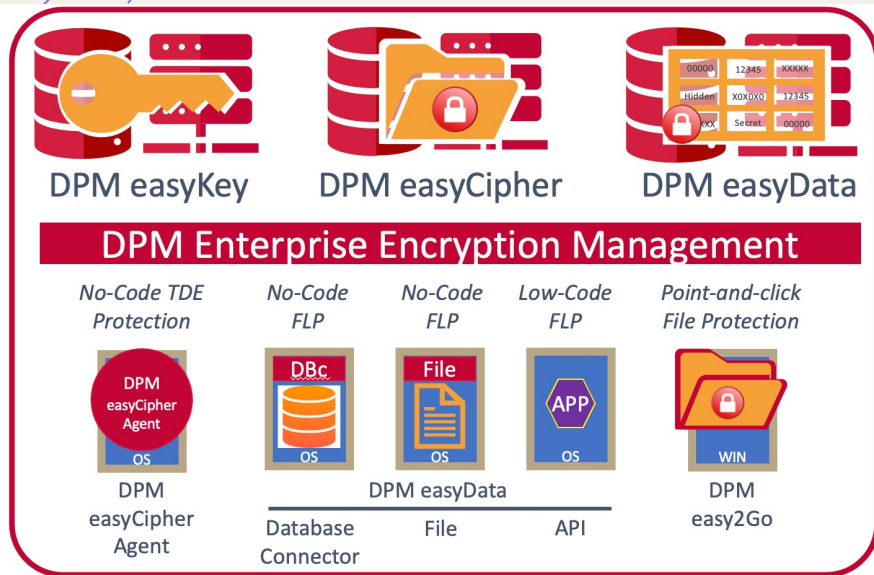 00000 12345 XXXXX
Hidden X0X0X0 12345
XX Secret 00000
DPM easyKey
DPM easyCipher
DPM easyData
DPM Enterprise Encryption Management
No-Code TDE
Protection
No-Code
FLP
No-Code
FLP
Low-Code
FLP
Point-and-click
File Protection
DPM
easyCipher
Agent
OS
DBc
OS
File
OS
APP
OS
WIN
DPM
easyCipher
Agent
DPM easyData
Database
Connector
File
API
DPM
easy2Go